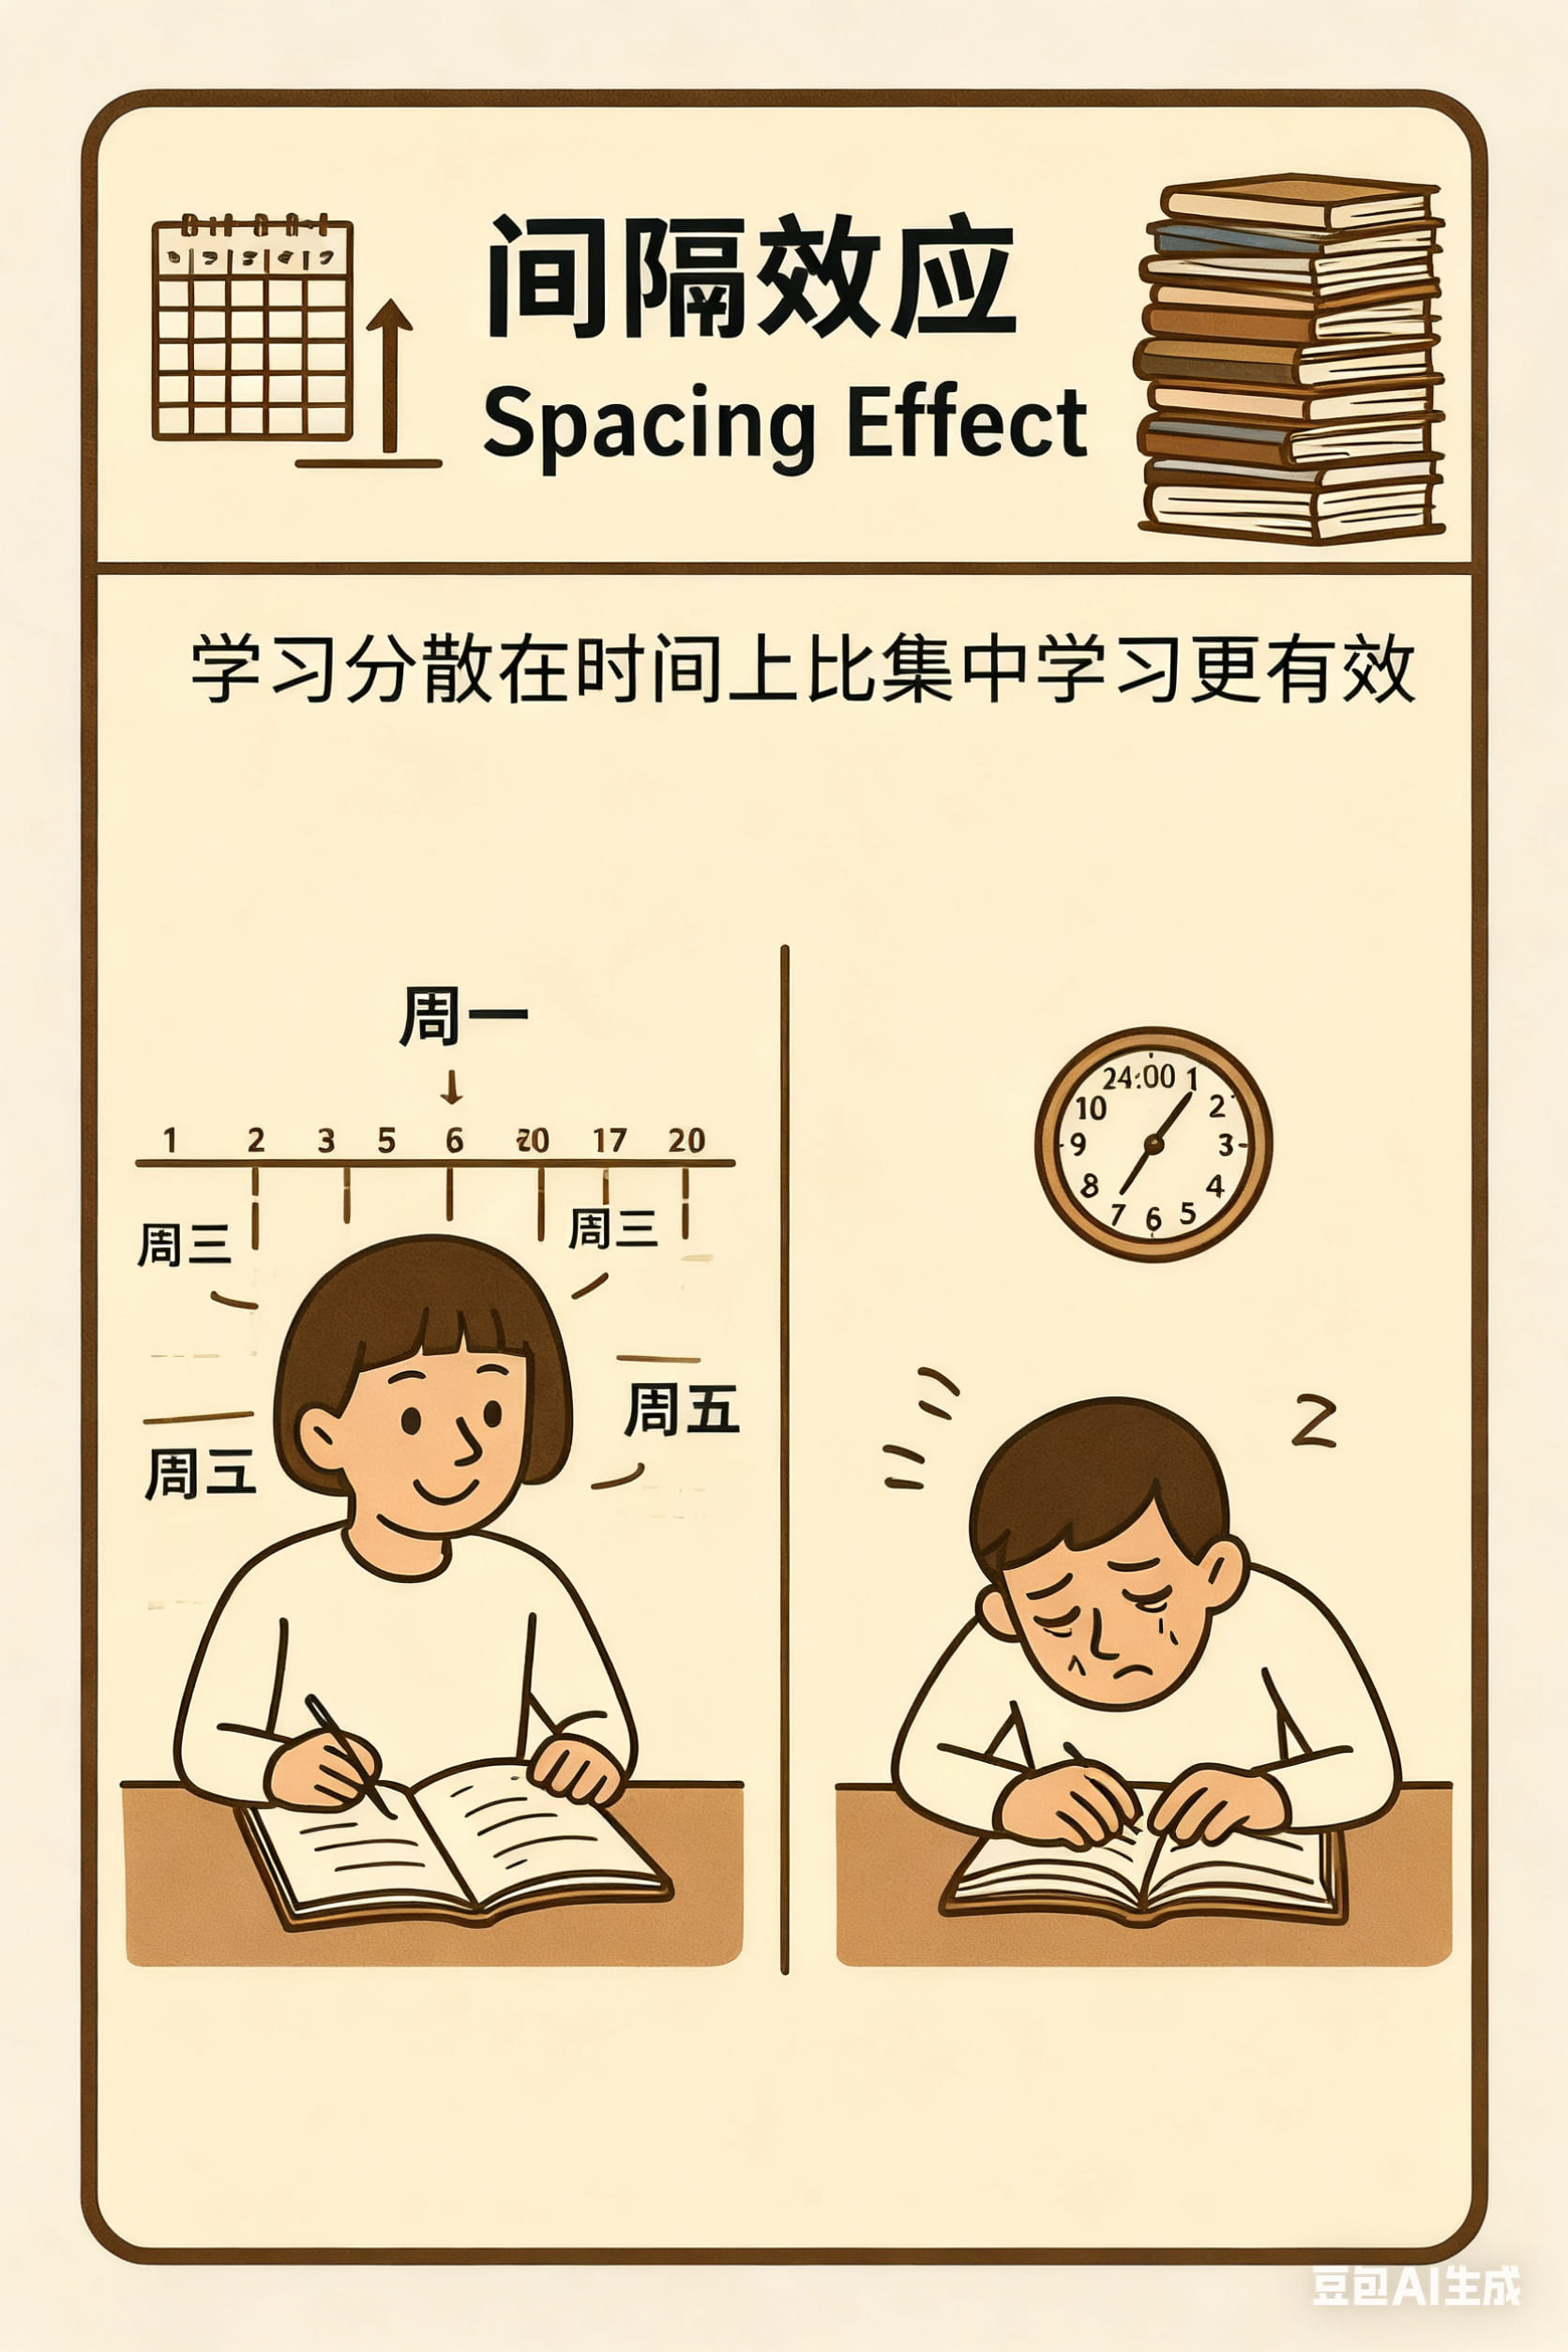 间隔效应
Spacing Effect
学习分散在时间上比集中学习更有效
周一
1 2 3 5 6 20 17 20
周三 周三
周五
24:00 1 2 3 4 5 6 7 8 9 10
Z
豆包AI生成